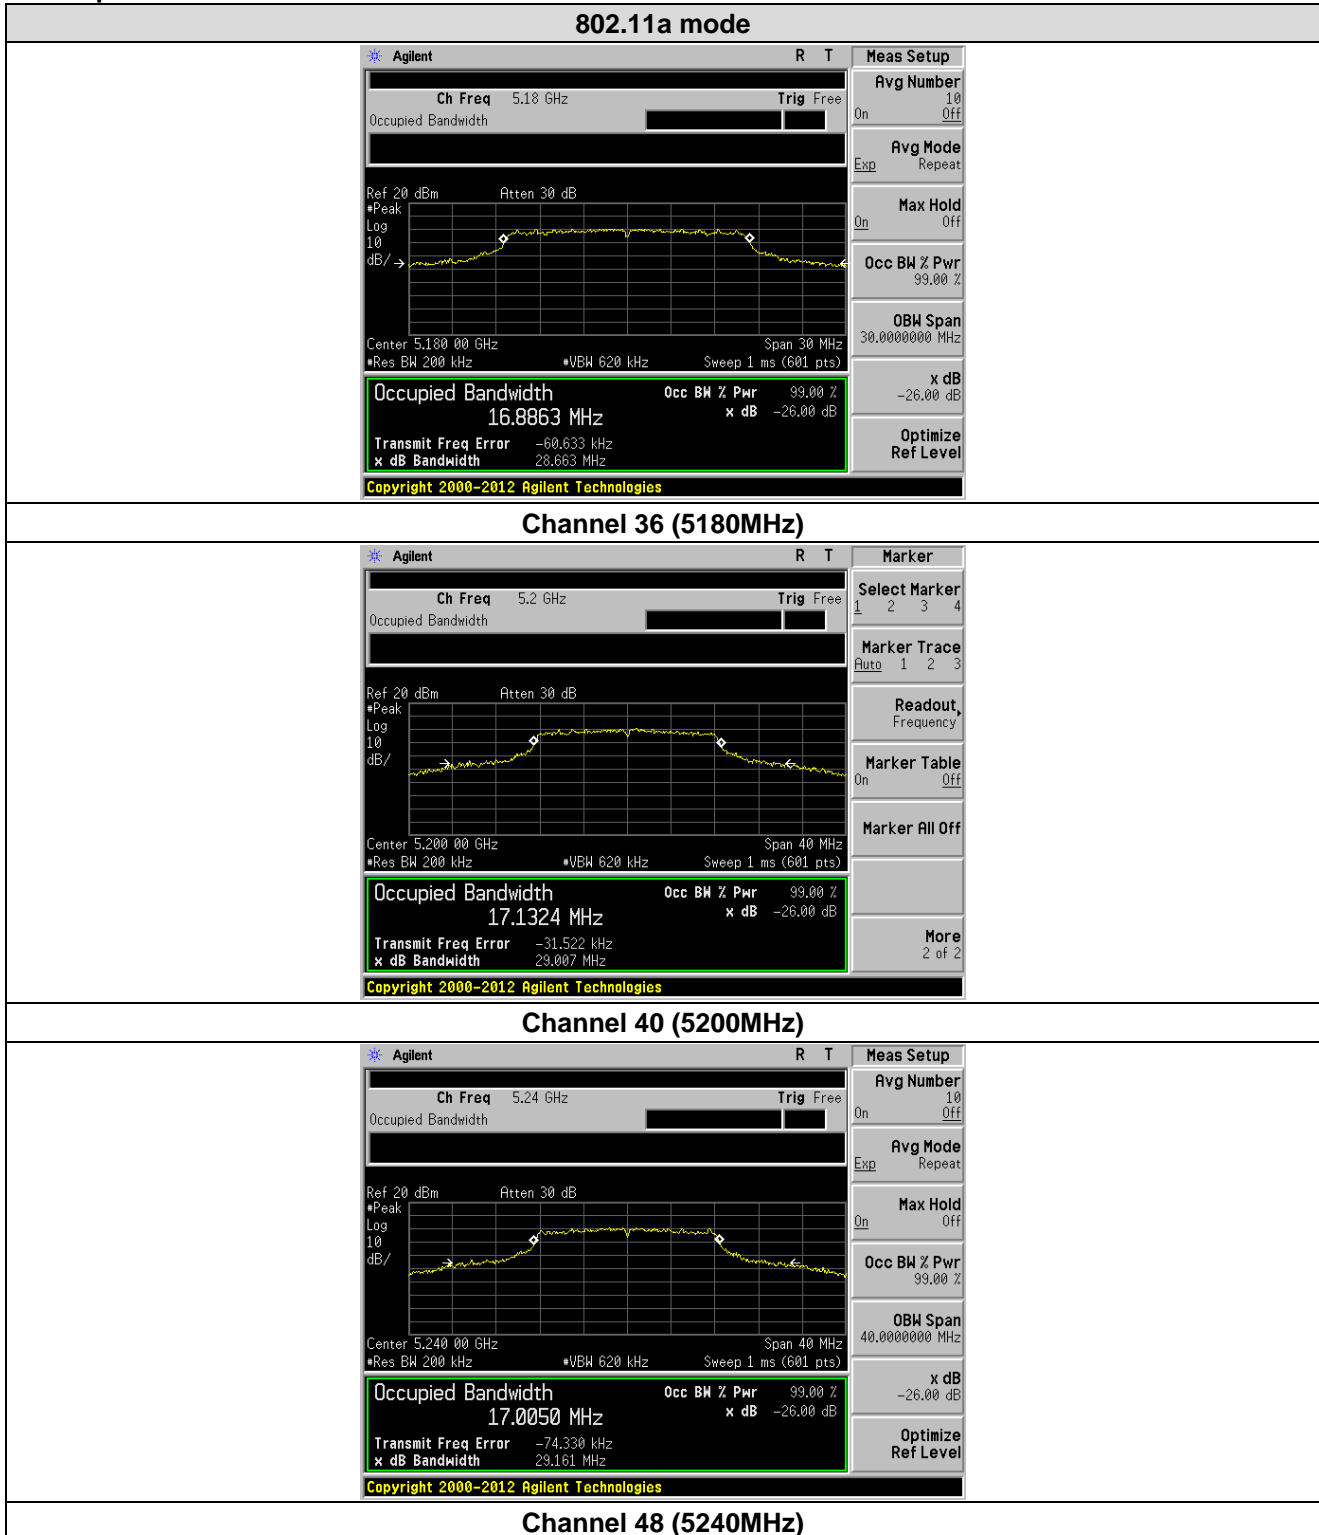 802.11a mode
Agilent R T Meas Setup
Ch Freq 5.18 GHz Trig Free
Occupied Bandwidth
Avg Number
10
On Off
Avg Mode
Exp Repeat
Max Hold
On Off
Occ BW % Pwr
99.00 %
OBW Span
30.0000000 MHz
x dB
-26.00 dB
Optimize
Ref Level
Ref 20 dBm Atten 30 dB
#Peak
Log
10
dB/
Center 5.180 00 GHz Span 30 MHz
#Res BW 200 kHz #VBW 620 kHz Sweep 1 ms (601 pts)
Occupied Bandwidth Occ BW % Pwr 99.00 %
16.8863 MHz x dB -26.00 dB
Transmit Freq Error -60.633 kHz
x dB Bandwidth 28.663 MHz
Copyright 2000-2012 Agilent Technologies
Channel 36 (5180MHz)
Agilent R T Marker
Ch Freq 5.2 GHz Trig Free
Occupied Bandwidth
Select Marker
1 2 3 4
Marker Trace
Auto 1 2 3
Readout
Frequency
Marker Table
On Off
Marker All Off
More
2 of 2
Ref 20 dBm Atten 30 dB
#Peak
Log
10
dB/
Center 5.200 00 GHz Span 40 MHz
#Res BW 200 kHz #VBW 620 kHz Sweep 1 ms (601 pts)
Occupied Bandwidth Occ BW % Pwr 99.00 %
17.1324 MHz x dB -26.00 dB
Transmit Freq Error -31.522 kHz
x dB Bandwidth 29.007 MHz
Copyright 2000-2012 Agilent Technologies
Channel 40 (5200MHz)
Agilent R T Meas Setup
Ch Freq 5.24 GHz Trig Free
Occupied Bandwidth
Avg Number
10
On Off
Avg Mode
Exp Repeat
Max Hold
On Off
Occ BW % Pwr
99.00 %
OBW Span
40.0000000 MHz
x dB
-26.00 dB
Optimize
Ref Level
Ref 20 dBm Atten 30 dB
#Peak
Log
10
dB/
Center 5.240 00 GHz Span 40 MHz
#Res BW 200 kHz #VBW 620 kHz Sweep 1 ms (601 pts)
Occupied Bandwidth Occ BW % Pwr 99.00 %
17.0050 MHz x dB -26.00 dB
Transmit Freq Error -74.330 kHz
x dB Bandwidth 29.161 MHz
Copyright 2000-2012 Agilent Technologies
Channel 48 (5240MHz)